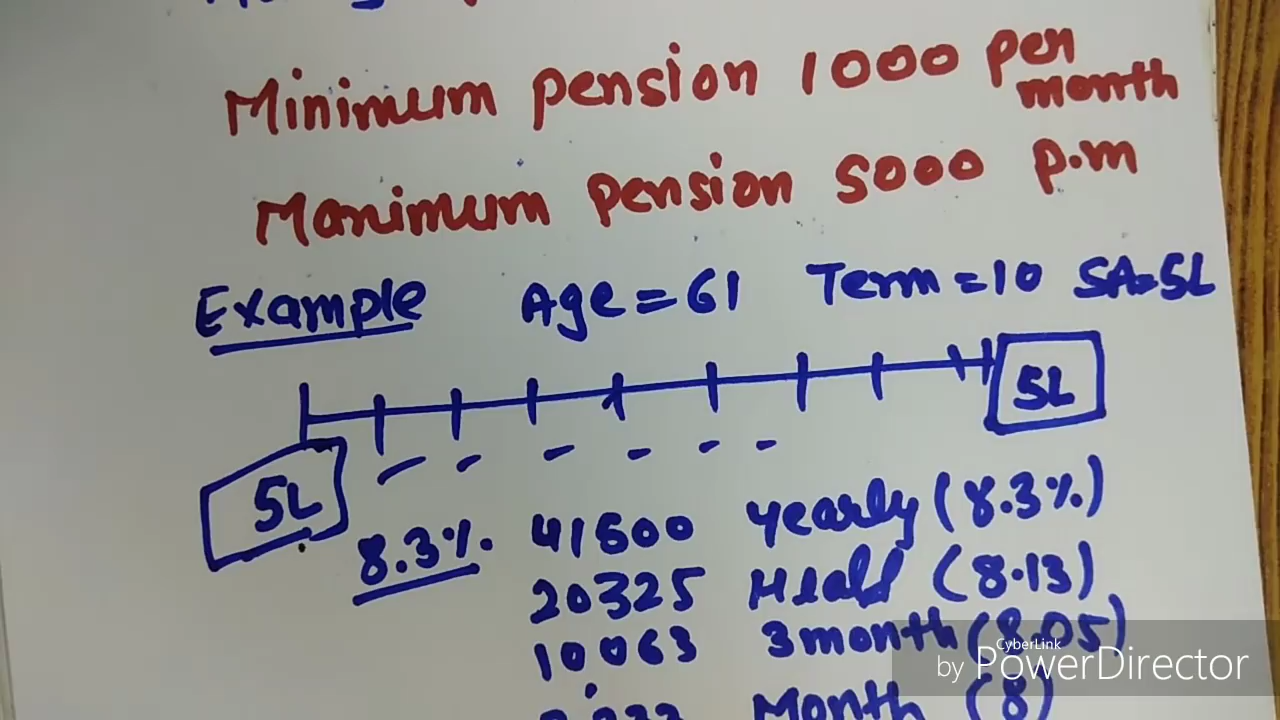 Minimum pension 1000 per
month
Maximum pension 5000 p.m
Example Age = 61 Term = 10 SA=5L
5L
5L
8.3%. 41500 yearly (8.3%)
20325 (8.13)
10063 3month (8.05)
Month (8)
CyberLink
by PowerDirector